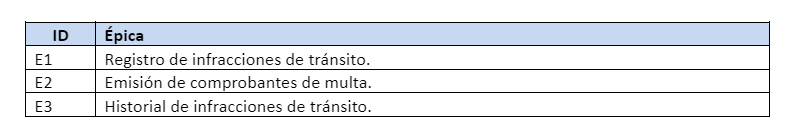 ID Épica
E1 Registro de infracciones de tránsito.
E2 Emisión de comprobantes de multa.
E3 Historial de infracciones de tránsito.